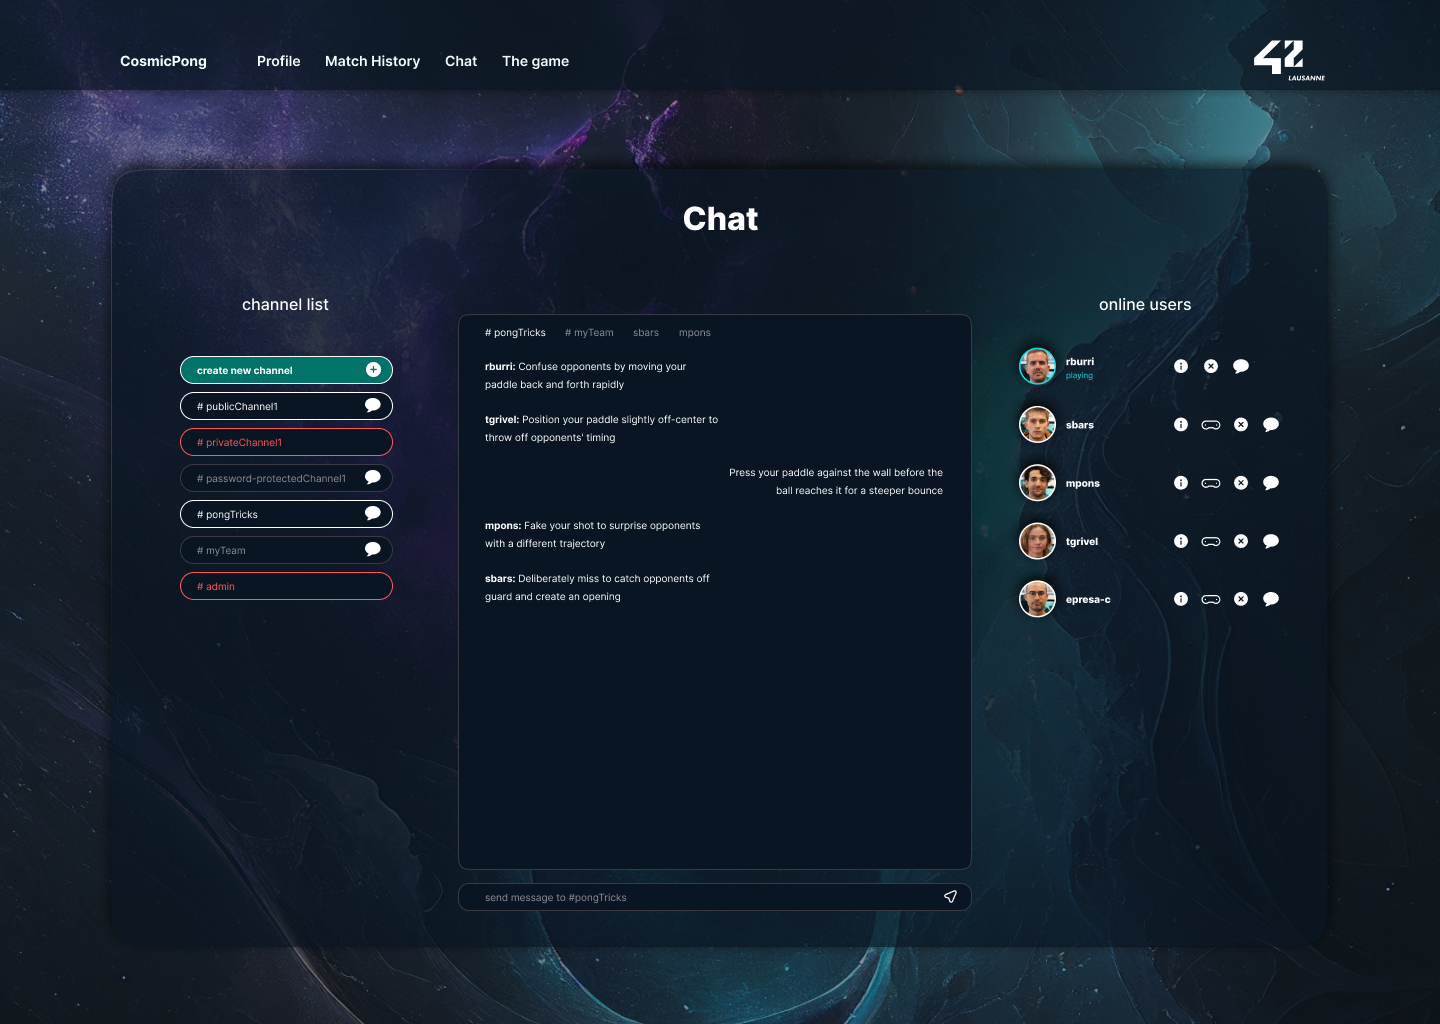 CosmicPong Profile Match History Chat The game
42
LAUSANNE
Chat
channel list
create new channel
# publicChannel1
# privateChannel1
# password-protectedChannel1
# pongTricks
# myTeam
# admin
# pongTricks # myTeam sbars mpons
rburri: Confuse opponents by moving your
paddle back and forth rapidly
tgrivel: Position your paddle slightly off-center to
throw off opponents' timing
Press your paddle against the wall before the
ball reaches it for a steeper bounce
mpons: Fake your shot to surprise opponents
with a different trajectory
sbars: Deliberately miss to catch opponents off
guard and create an opening
send message to #pongTricks
online users
rburri
playing
sbars
mpons
tgrivel
epresa-c